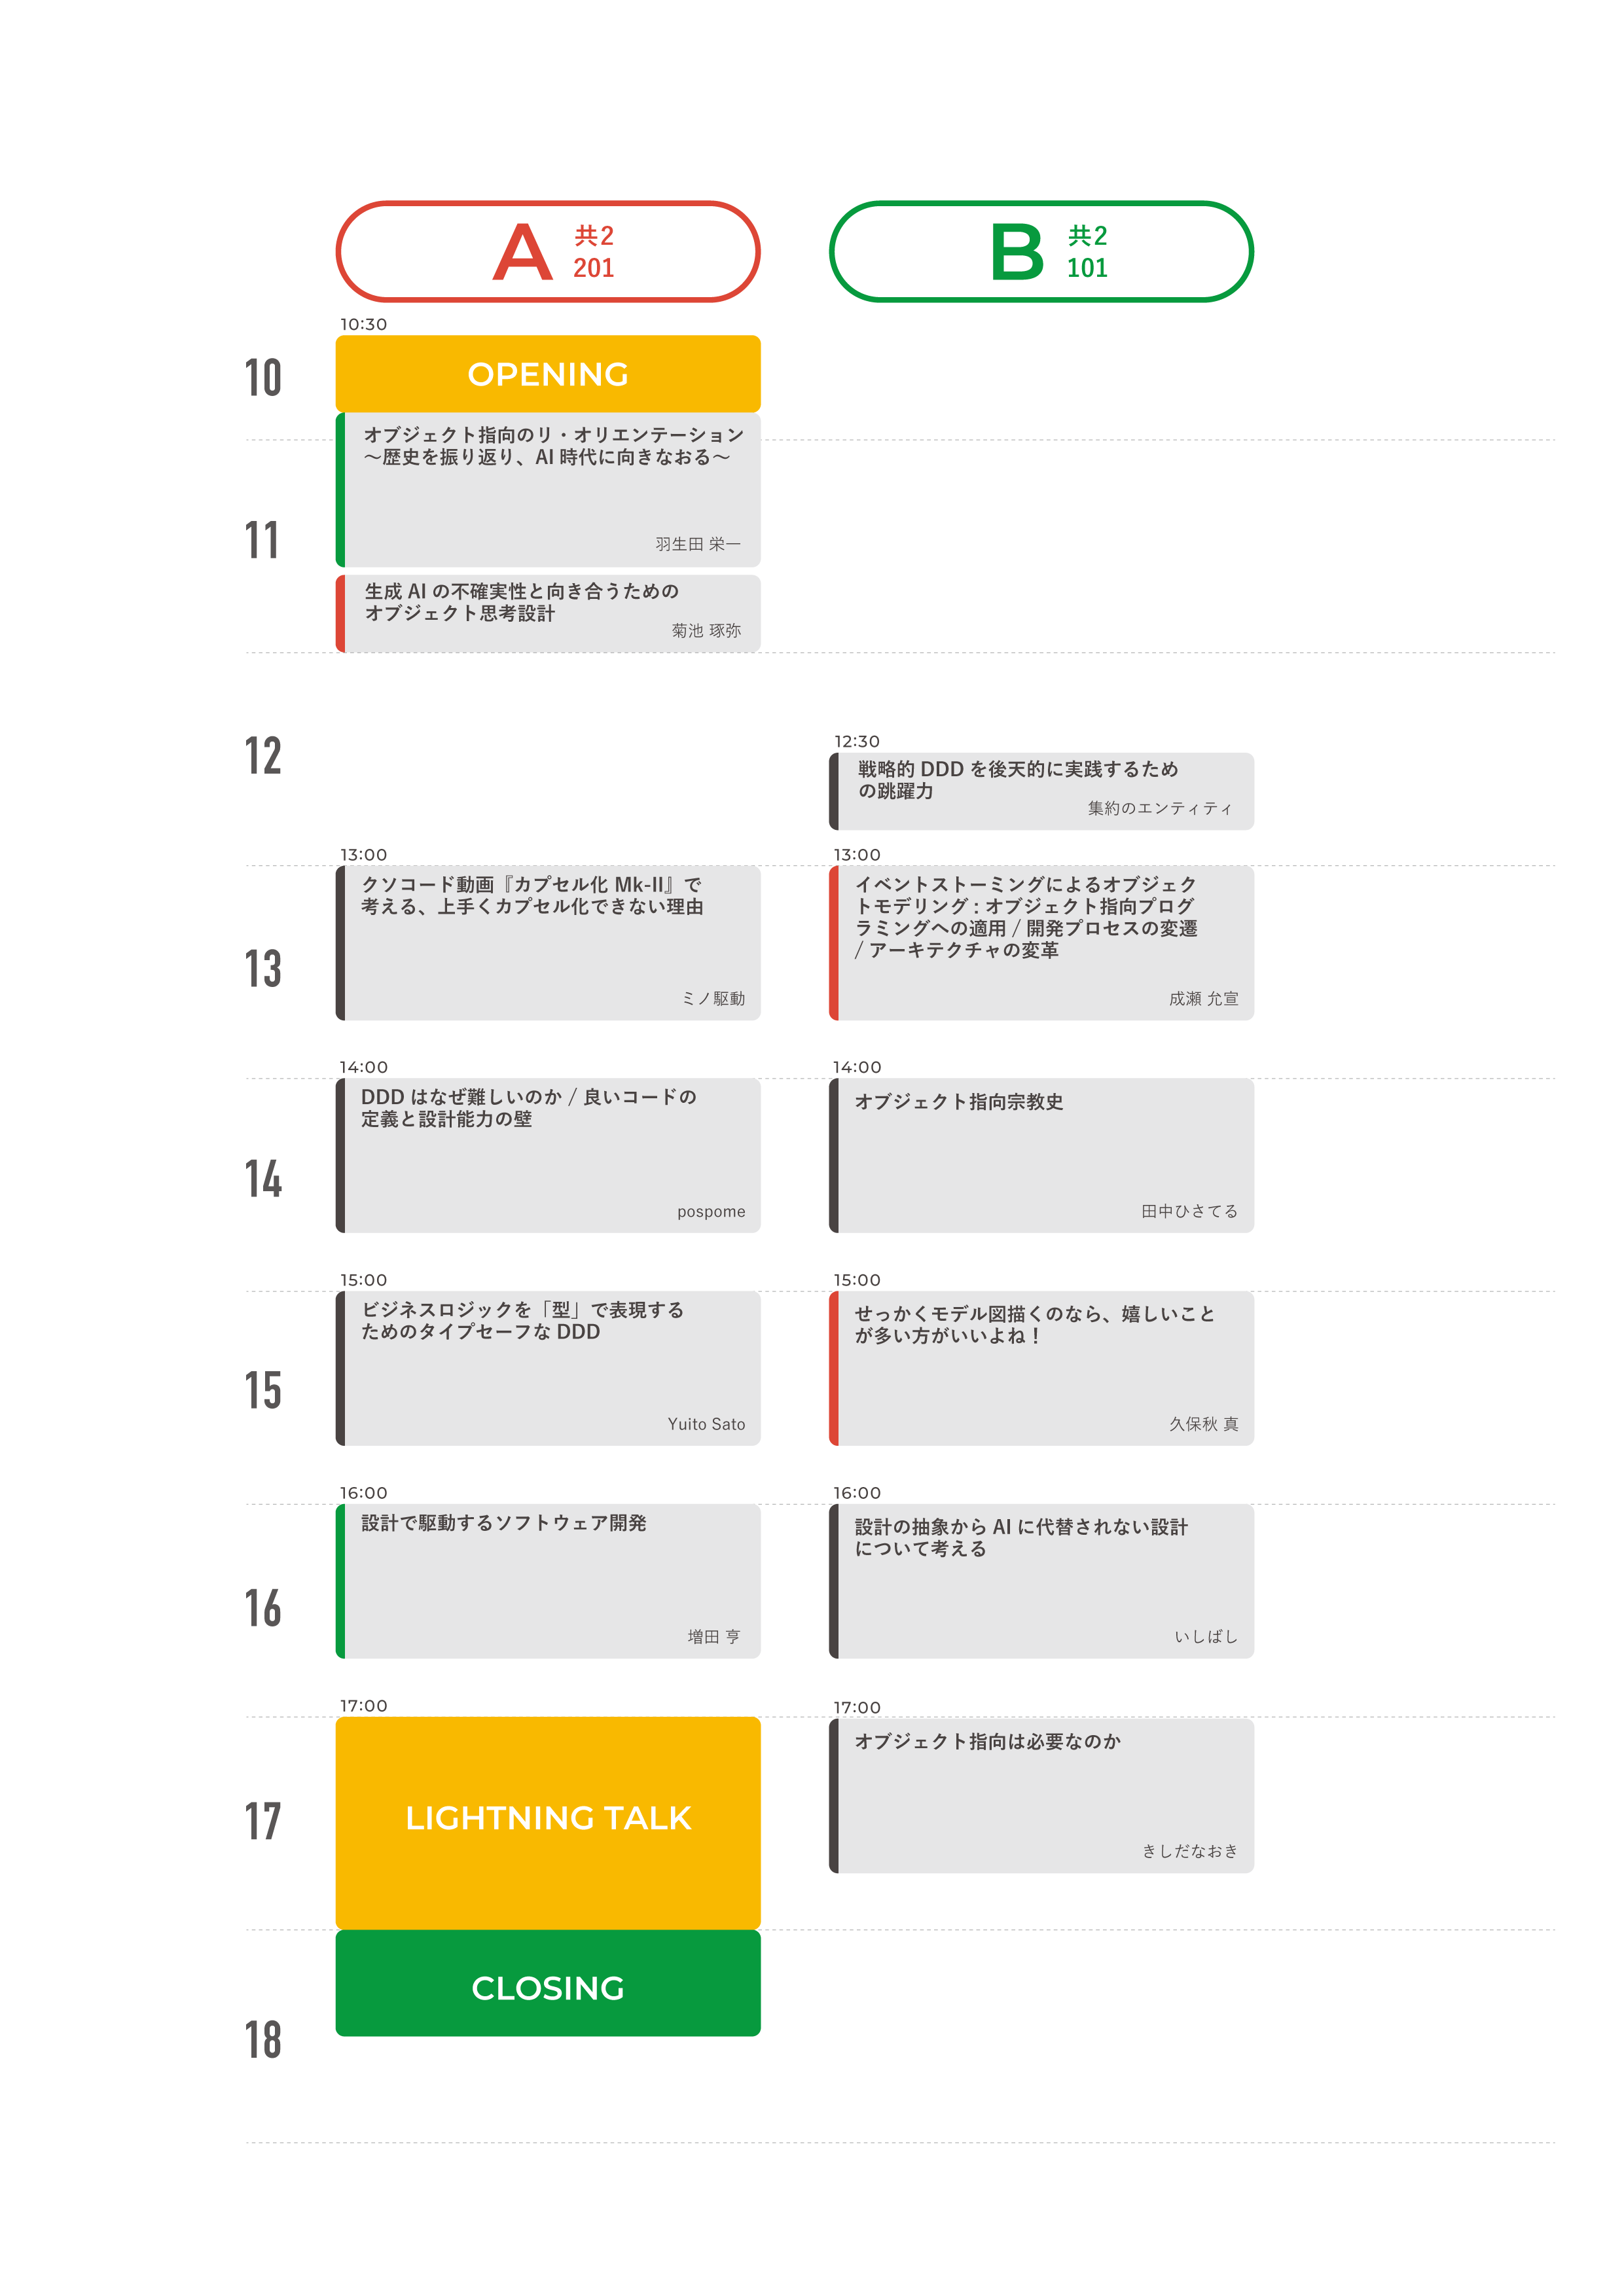 A 共2 201
B 共2 101
10:30
10
OPENING
オブジェクト指向のリ・オリエンテーション
～歴史を振り返り、AI 時代に向きなおる～
羽生田 栄一
11
生成 AI の不確実性と向き合うための
オブジェクト思考設計
菊池 琢弥
12
12:30
戦略的 DDD を後天的に実践するため
の跳躍力
集約のエンティティ
13
13:00
クソコード動画『カプセル化 Mk-II』で
考える、上手くカプセル化できない理由
ミノ駆動
13:00
イベントストーミングによるオブジェク
トモデリング : オブジェクト指向プログ
ラミングへの適用 / 開発プロセスの変遷
/ アーキテクチャの変革
成瀬 允宣
14
14:00
DDD はなぜ難しいのか / 良いコードの
定義と設計能力の壁
pospome
14:00
オブジェクト指向宗教史
田中ひさてる
15
15:00
ビジネスロジックを「型」で表現する
ためのタイプセーフな DDD
Yuito Sato
15:00
せっかくモデル図描くのなら、嬉しいこと
が多い方がいいよね！
久保秋 真
16
16:00
設計で駆動するソフトウェア開発
増田 亨
16:00
設計の抽象から AI に代替されない設計
について考える
いしばし
17
17:00
LIGHTNING TALK
17:00
オブジェクト指向は必要なのか
きしだなおき
18
CLOSING